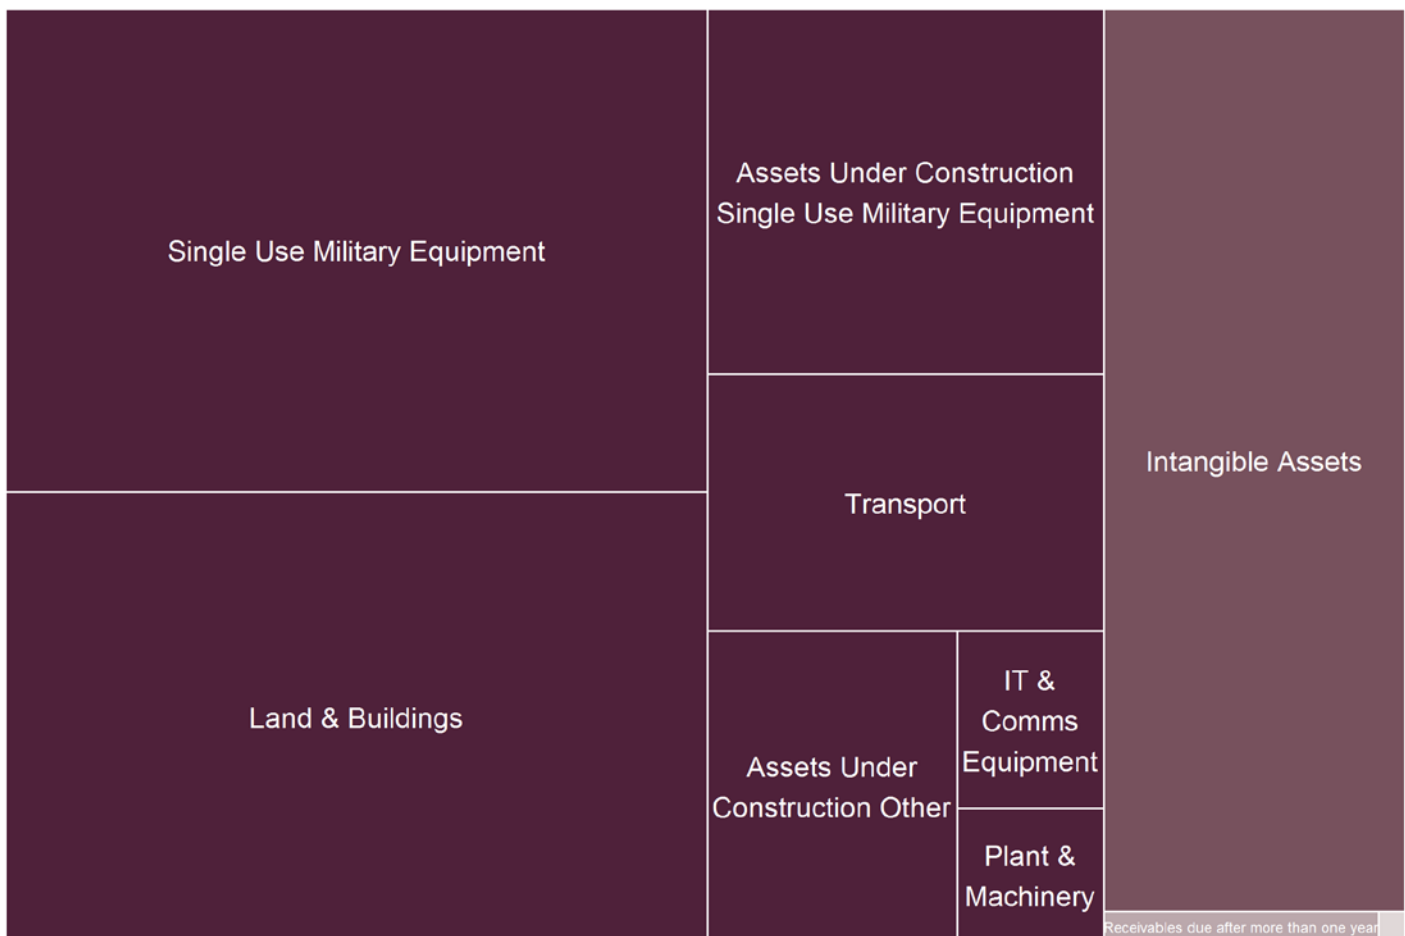 Single Use Military Equipment
Land & Buildings
Assets Under Construction
Single Use Military Equipment
Transport
Assets Under
Construction Other
IT &
Comms
Equipment
Plant &
Machinery
Intangible Assets
Receivables due after more than one year